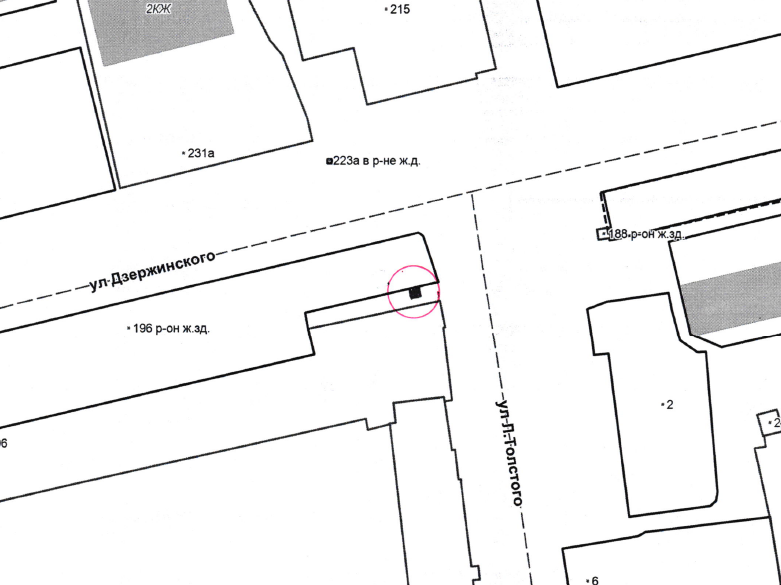 2КЖ
215
231а
223а в р-не ж.д.
188 р-он ж.зд.
ул Дзержинского
196 р-он ж.зд.
2
ул Л.Толстого
6